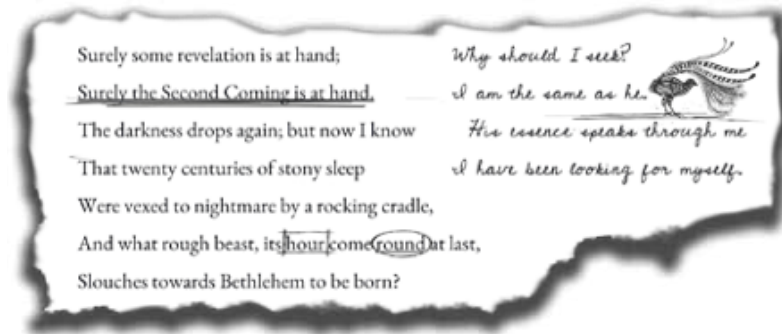 Surely some revelation is at hand;
Surely the Second Coming is at hand.
The darkness drops again; but now I know
That twenty centuries of stony sleep
Were vexed to nightmare by a rocking cradle,
And what rough beast, its hour come round at last,
Slouches towards Bethlehem to be born?
Why should I seek?
I am the same as he.
His essence speaks through me
I have been looking for myself.